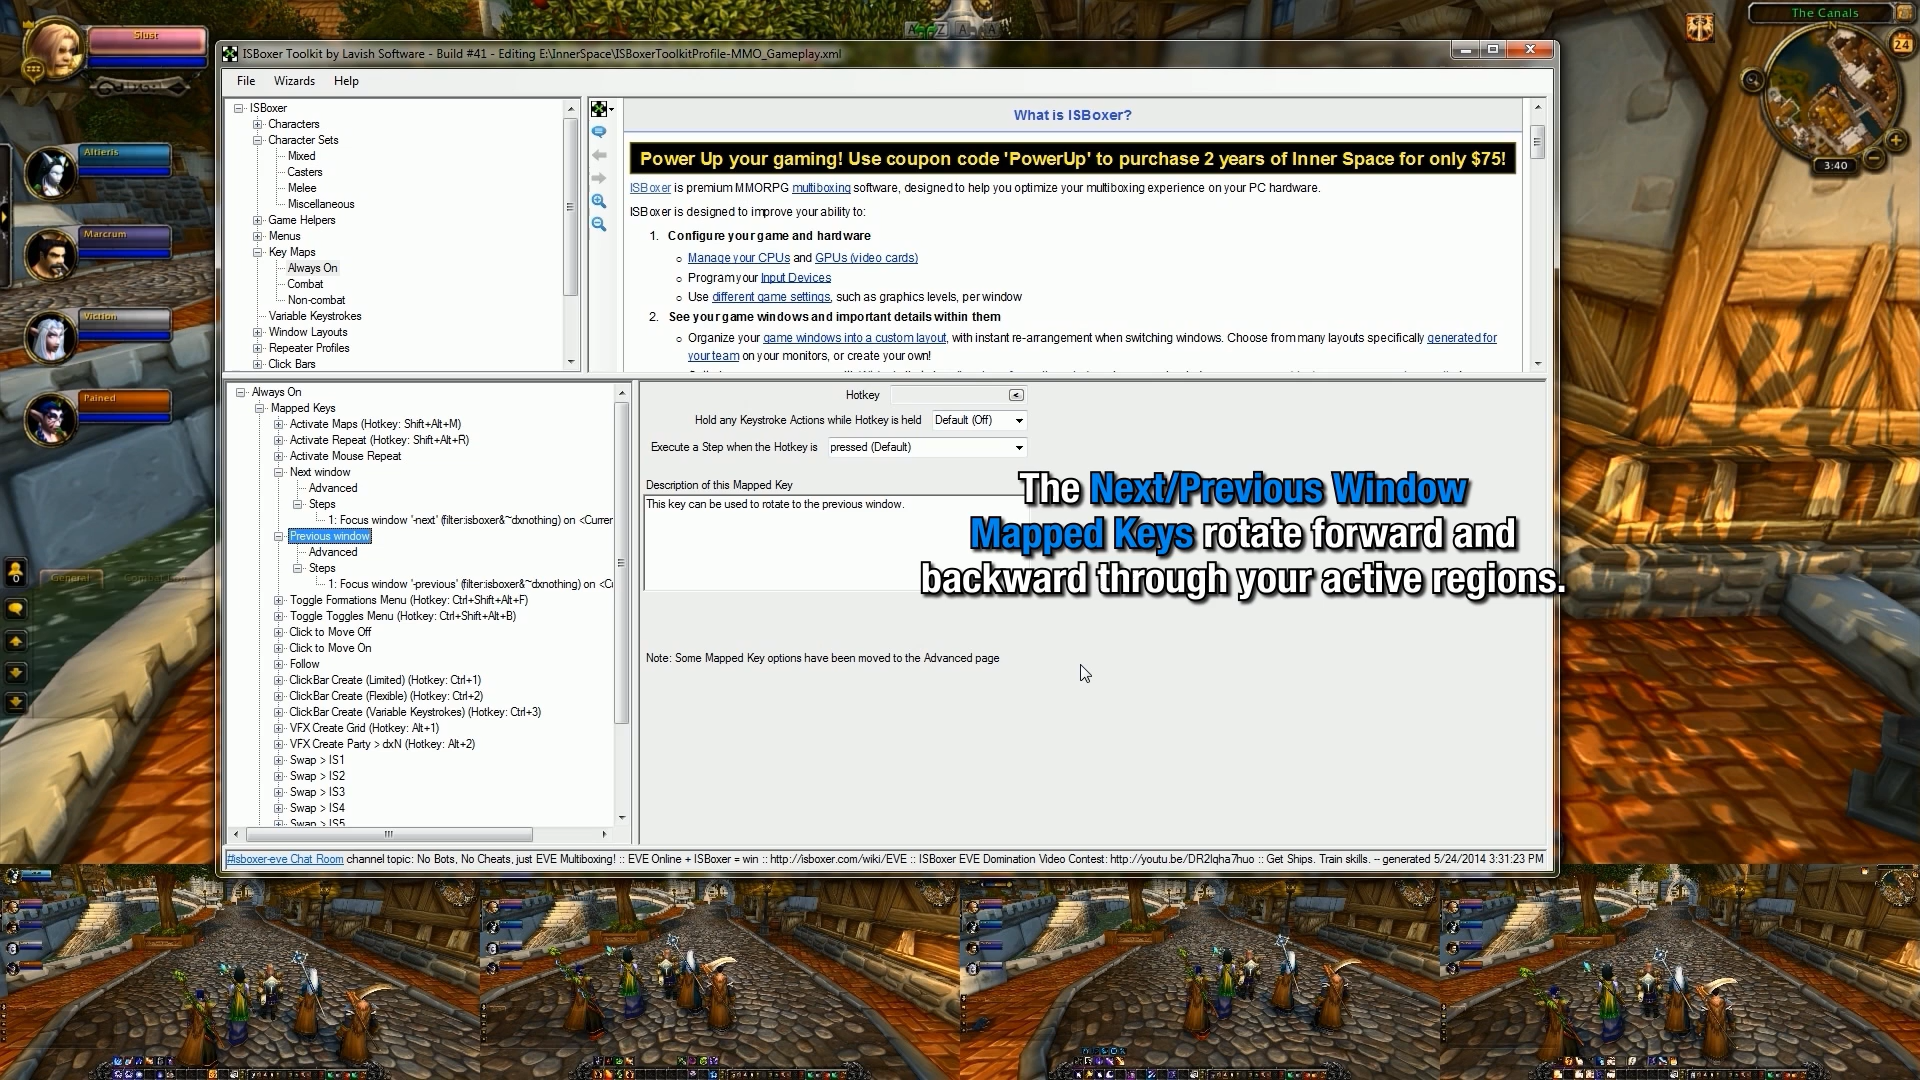 Slust
The Canals
24
3:40
Altieris
Marcrum
Viction
Pained
0
General
ISBoxer Toolkit by Lavish Software - Build #41 - Editing E:\InnerSpace\ISBoxerToolkitProfile-MMO_Gameplay.xml
File Wizards Help
ISBoxer
Characters
Character Sets
Mixed
Casters
Melee
Miscellaneous
Game Helpers
Menus
Key Maps
Always On
Combat
Non-combat
Variable Keystrokes
Window Layouts
Repeater Profiles
Click Bars
What is ISBoxer?
Power Up your gaming! Use coupon code 'PowerUp' to purchase 2 years of Inner Space for only $75!
ISBoxer is premium MMORPG multiboxing software, designed to help you optimize your multiboxing experience on your PC hardware.
ISBoxer is designed to improve your ability to:
1. Configure your game and hardware
Manage your CPUs and GPUs (video cards)
Program your Input Devices
Use different game settings, such as graphics levels, per window
2. See your game windows and important details within them
Organize your game windows into a custom layout, with instant re-arrangement when switching windows. Choose from many layouts specifically generated for
your team on your monitors, or create your own!
Always On
Mapped Keys
Activate Maps (Hotkey: Shift+Alt+M)
Activate Repeat (Hotkey: Shift+Alt+R)
Activate Mouse Repeat
Next window
Advanced
Steps
1: Focus window '-next' (filter:isboxer&~dxnothing) on <Curren
Previous window
Advanced
Steps
1: Focus window '-previous' (filter:isboxer&~dxnothing) on <Cu
Toggle Formations Menu (Hotkey: Ctrl+Shift+Alt+F)
Toggle Toggles Menu (Hotkey: Ctrl+Shift+Alt+B)
Click to Move Off
Click to Move On
Follow
ClickBar Create (Limited) (Hotkey: Ctrl+1)
ClickBar Create (Flexible) (Hotkey: Ctrl+2)
ClickBar Create (Variable Keystrokes) (Hotkey: Ctrl+3)
VFX Create Grid (Hotkey: Alt+1)
VFX Create Party > dxN (Hotkey: Alt+2)
Swap > IS1
Swap > IS2
Swap > IS3
Swap > IS4
Swap > IS5
Hotkey <
Hold any Keystroke Actions while Hotkey is held Default (Off)
Execute a Step when the Hotkey is pressed (Default)
Description of this Mapped Key
This key can be used to rotate to the previous window.
The Next/Previous Window
Mapped Keys rotate forward and
backward through your active regions.
Note: Some Mapped Key options have been moved to the Advanced page
#isboxer-eve Chat Room channel topic: No Bots, No Cheats, just EVE Multiboxing! :: EVE Online + ISBoxer = win :: http://isboxer.com/wiki/EVE :: ISBoxer EVE Domination Video Contest: http://youtu.be/DR2Iqha7huo :: Get Ships. Train skills. -- generated 5/24/2014 3:31:23 PM